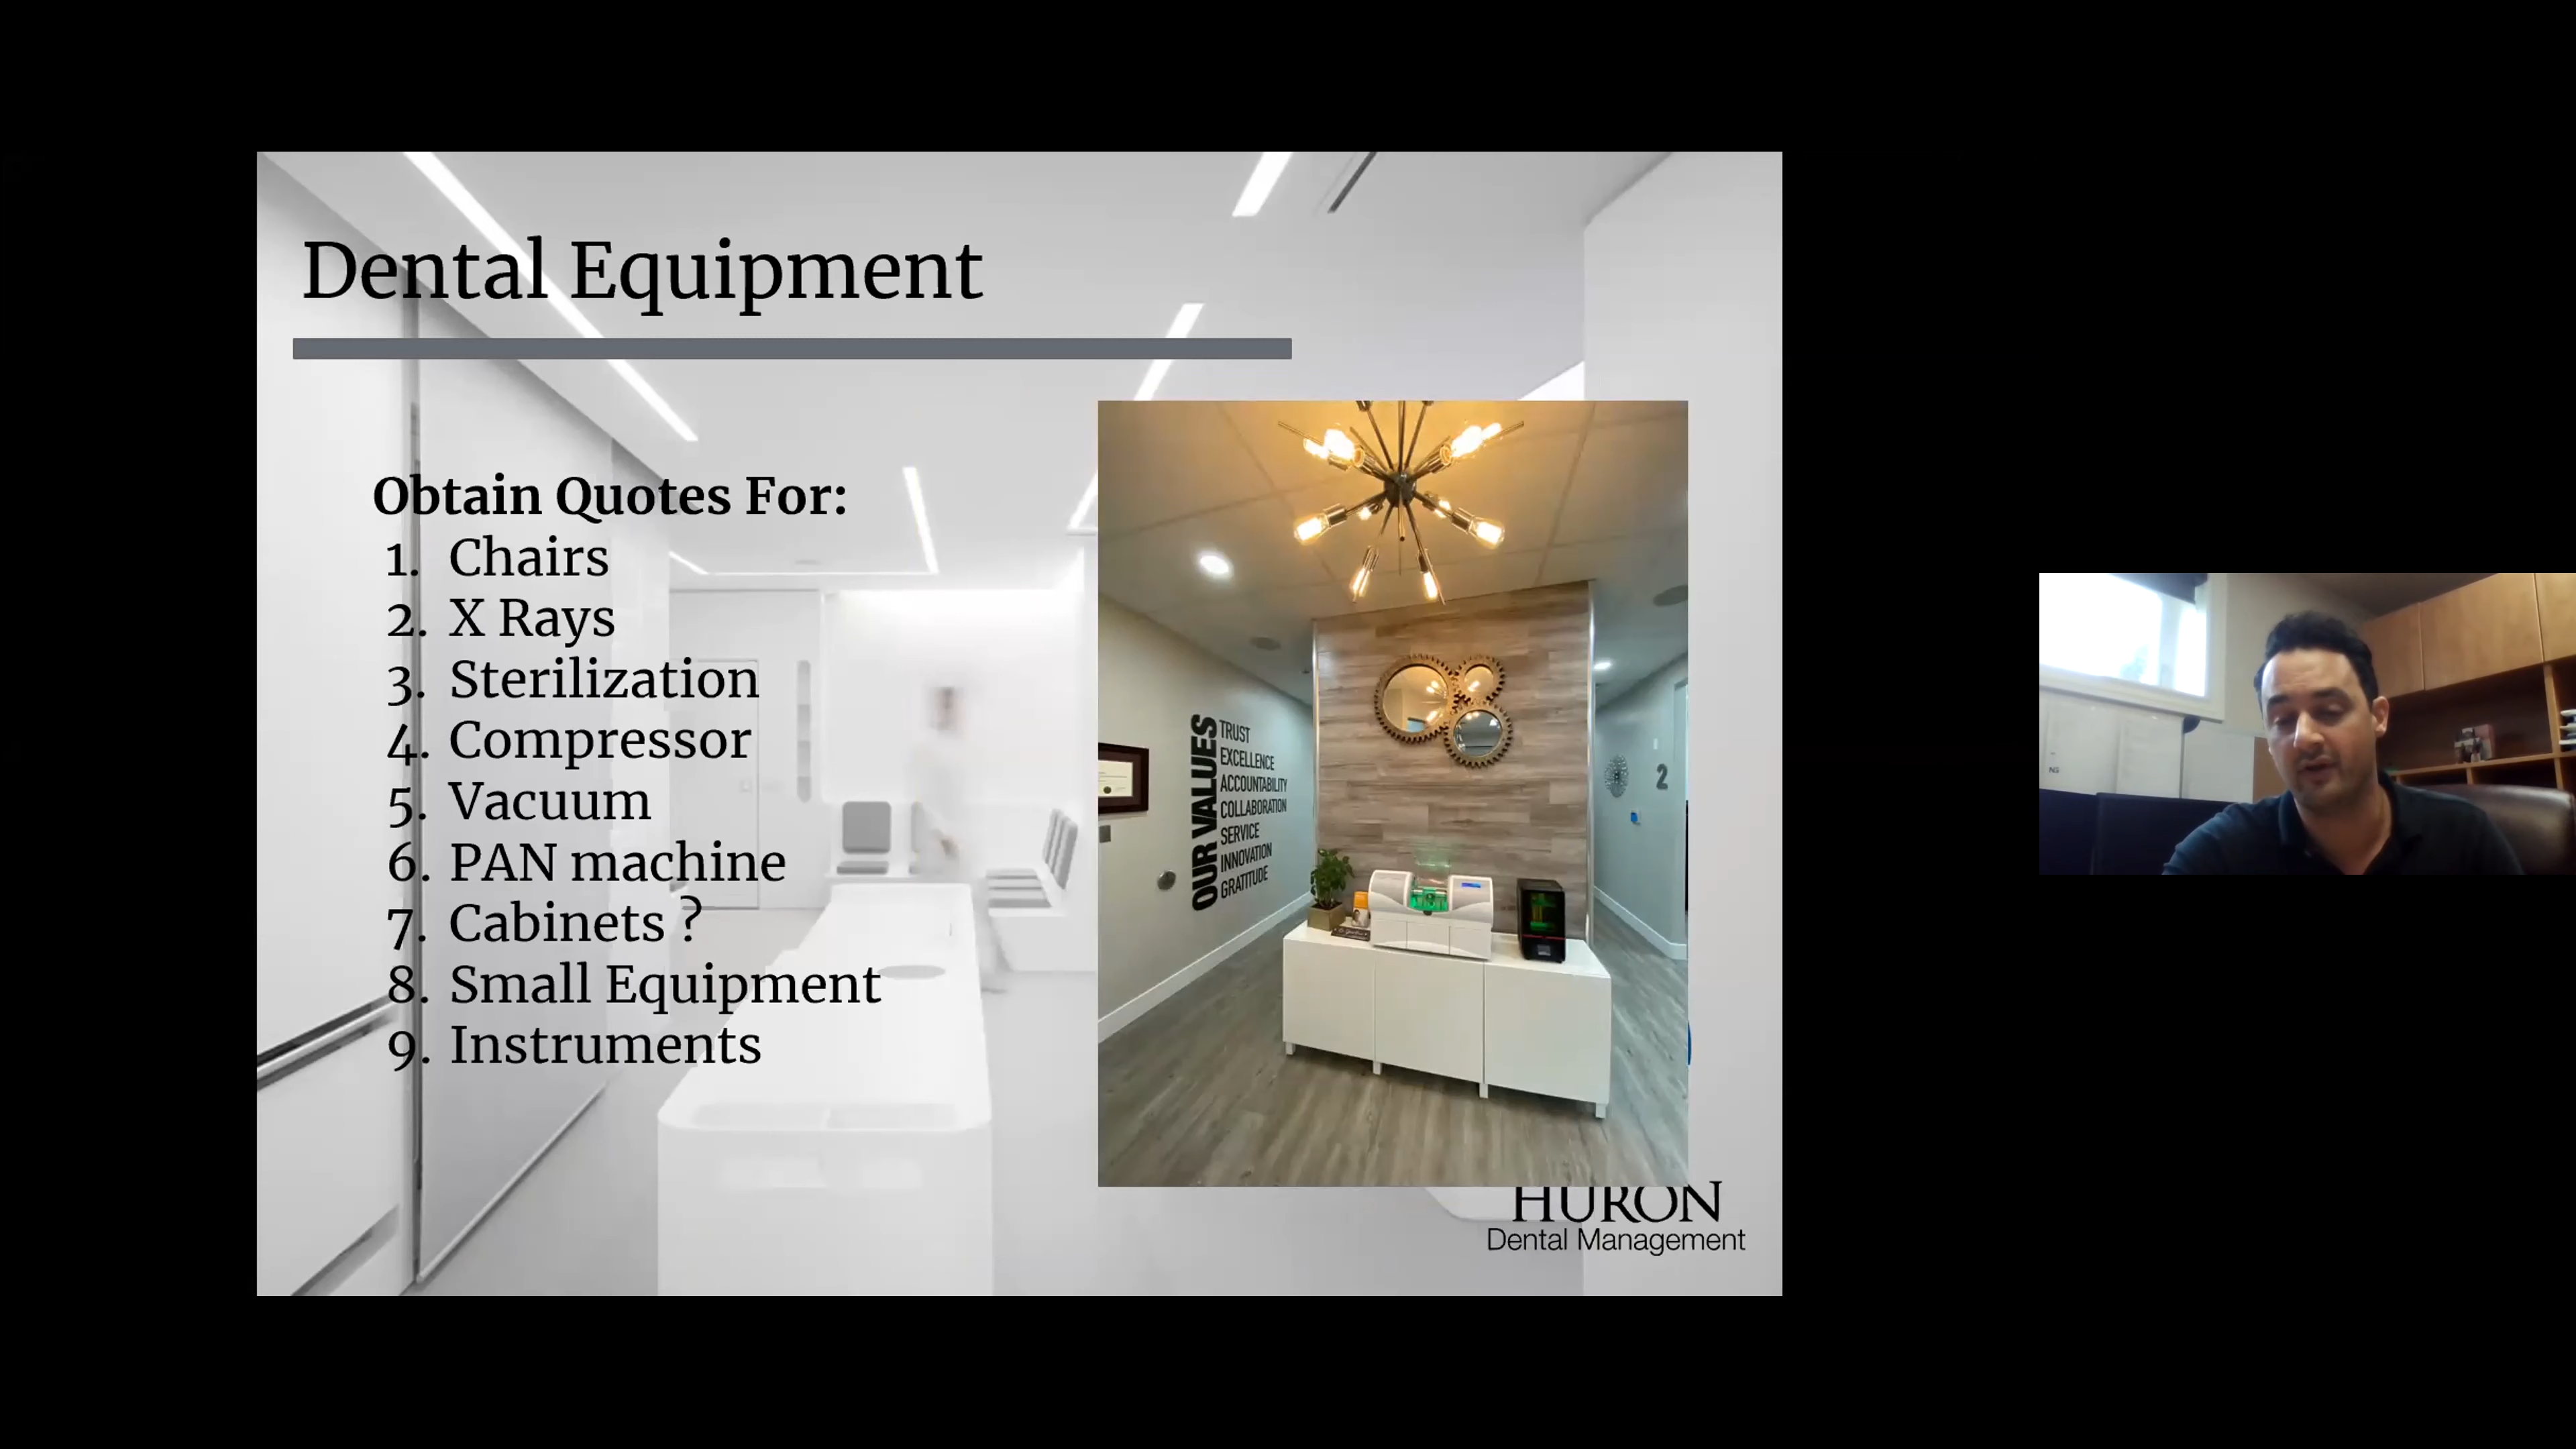 Dental Equipment
Obtain Quotes For:
1. Chairs
2. X Rays
3. Sterilization
4. Compressor
5. Vacuum
6. PAN machine
7. Cabinets ?
8. Small Equipment
9. Instruments
OUR VALUES
TRUST
EXCELLENCE
ACCOUNTABILITY
COLLABORATION
SERVICE
INNOVATION
GRATITUDE
2
HURON
Dental Management